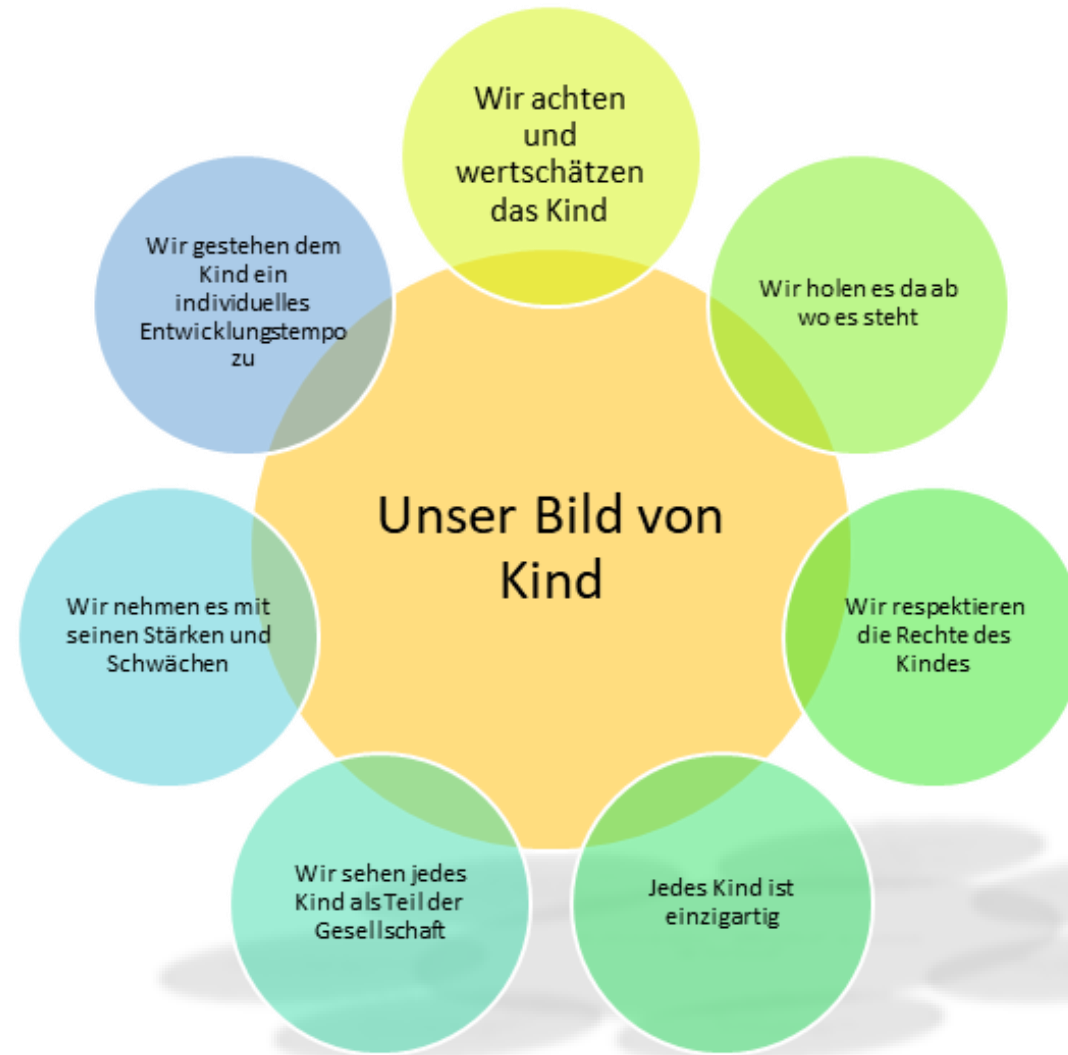 Wir achten
und
wertschätzen
das Kind
Wir holen es da ab
wo es steht
Wir respektieren
die Rechte des
Kindes
Jedes Kind ist
einzigartig
Wir sehen jedes
Kind als Teil der
Gesellschaft
Wir nehmen es mit
seinen Stärken und
Schwächen
Wir gestehen dem
Kind ein
individuelles
Entwicklungstempo
zu
Unser Bild von
Kind